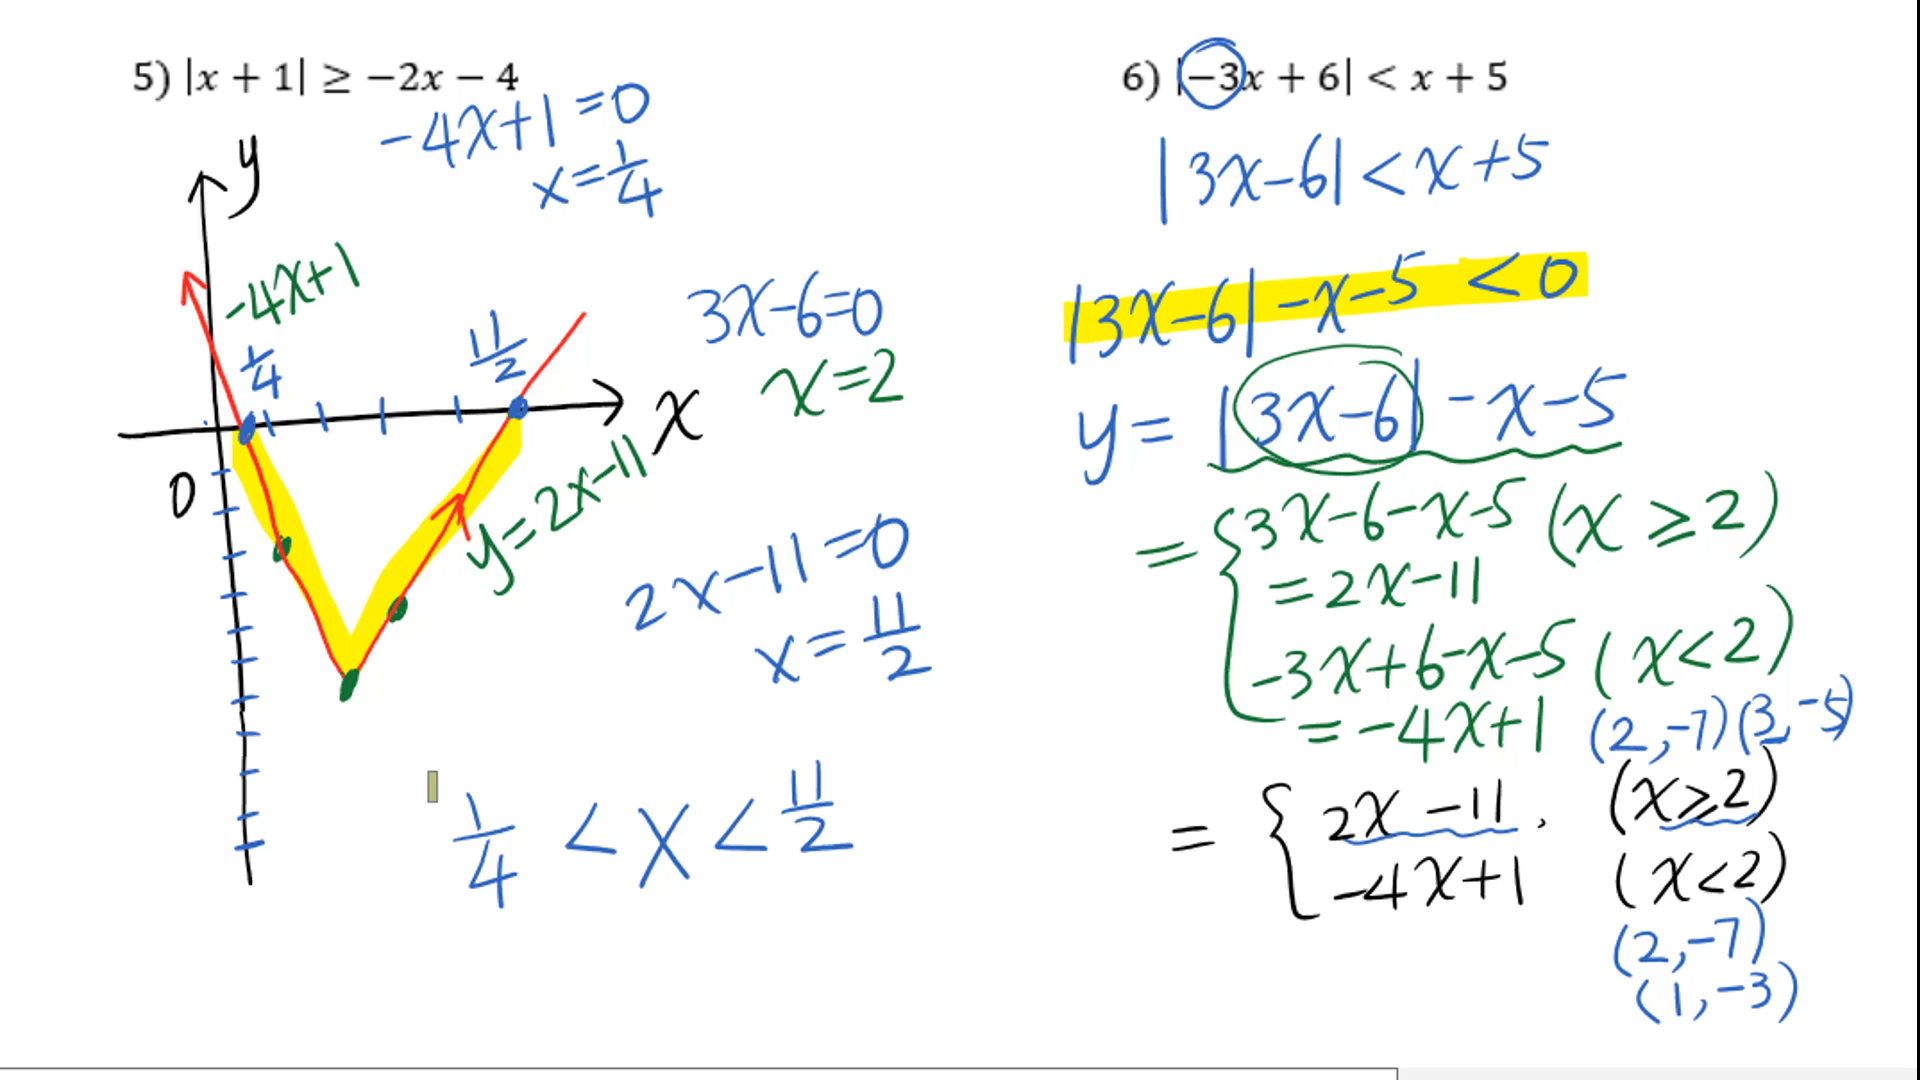 5) |x + 1| ≥ −2x − 4
-4x+1=0
x=1/4
y
-4x+1
1/4
11/2
x
0
y=2x-11
3x-6=0
x=2
2x-11=0
x=11/2
1/4 < x < 11/2
6) |−3x + 6| < x + 5
|3x-6| < x+5
|3x-6|-x-5 < 0
y= |3x-6| -x-5
= { 3x-6-x-5 (x ≥ 2)
=2x-11
-3x+6-x-5 (x<2)
= -4x+1 (2,-7)(3,-5)
= { 2x-11. (x≥2)
-4x+1 (x<2)
(2,-7)
(1,-3)